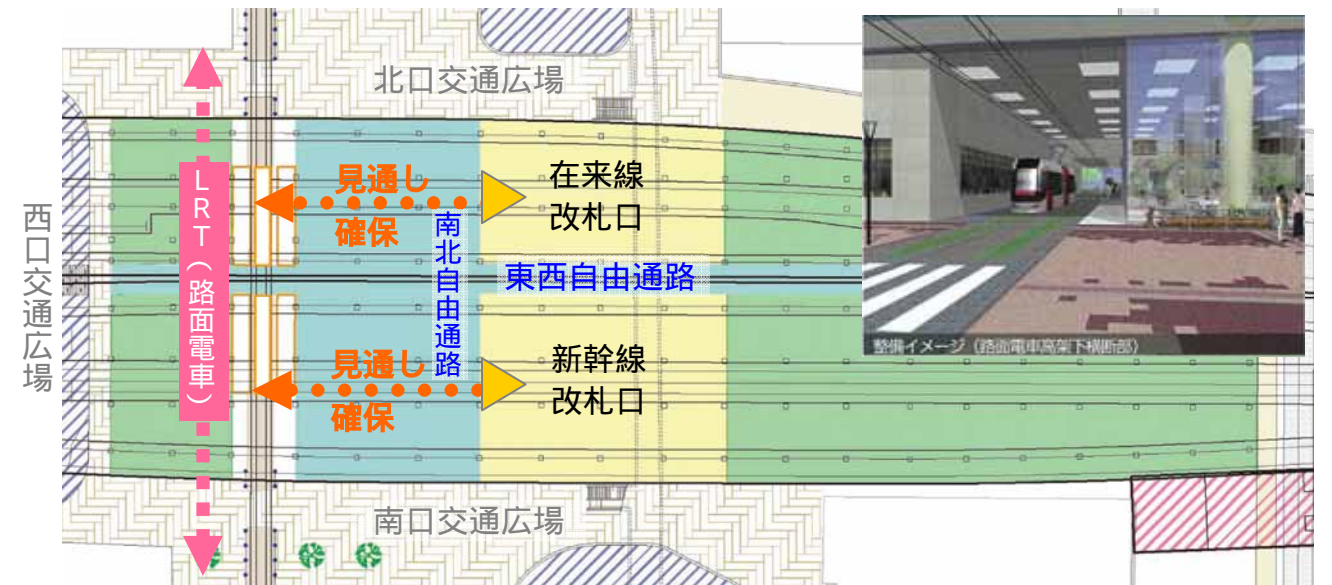 北口交通広場
西口交通広場
LRT（路面電車）
見通し
確保
南北自由通路
在来線
改札口
東西自由通路
見通し
確保
新幹線
改札口
南口交通広場
整備イメージ（路面電車高架下横断部）